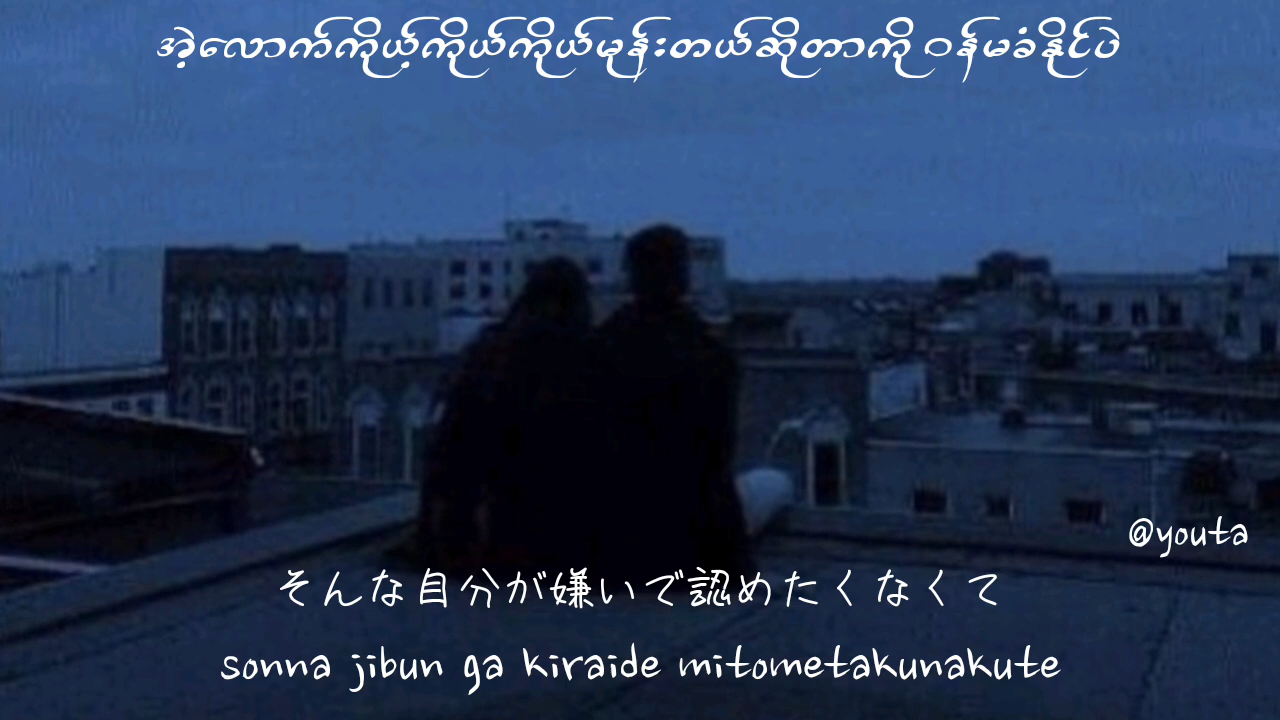 အဲ့လောက်ကိုယ့်ကိုယ်ကိုယ်မုန်းတယ်ဆိုတာကို ဝန်မခံနိုင်ပဲ
@youta
そんな自分が嫌いで認めたくなくて
sonna jibun ga kiraide mitometakunakute